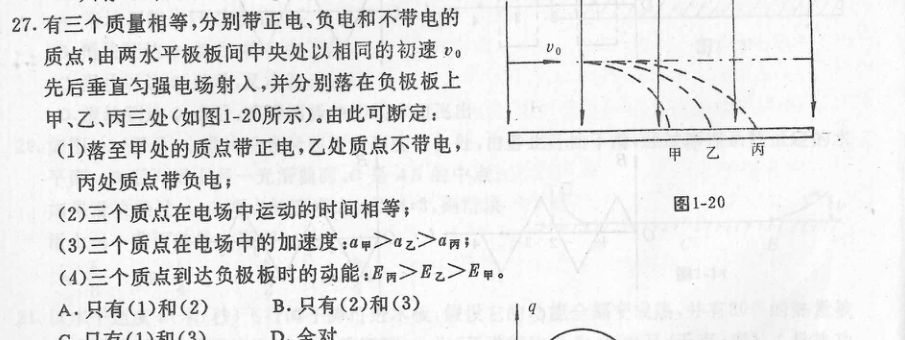 27.有三个质量相等,分别带正电、负电和不带电的
质点,由两水平极板间中央处以相同的初速 v₀
先后垂直匀强电场射入,并分别落在负极板上
甲、乙、丙三处(如图1-20所示)。由此可断定:
(1)落至甲处的质点带正电,乙处质点不带电,
丙处质点带负电;
(2)三个质点在电场中运动的时间相等;
(3)三个质点在电场中的加速度:a甲>a乙>a丙;
(4)三个质点到达负极板时的动能:E丙>E乙>E甲。
A.只有(1)和(2) B.只有(2)和(3)
C.只有(1)和(3) D.全对
v₀
甲 乙 丙
图1-20
q